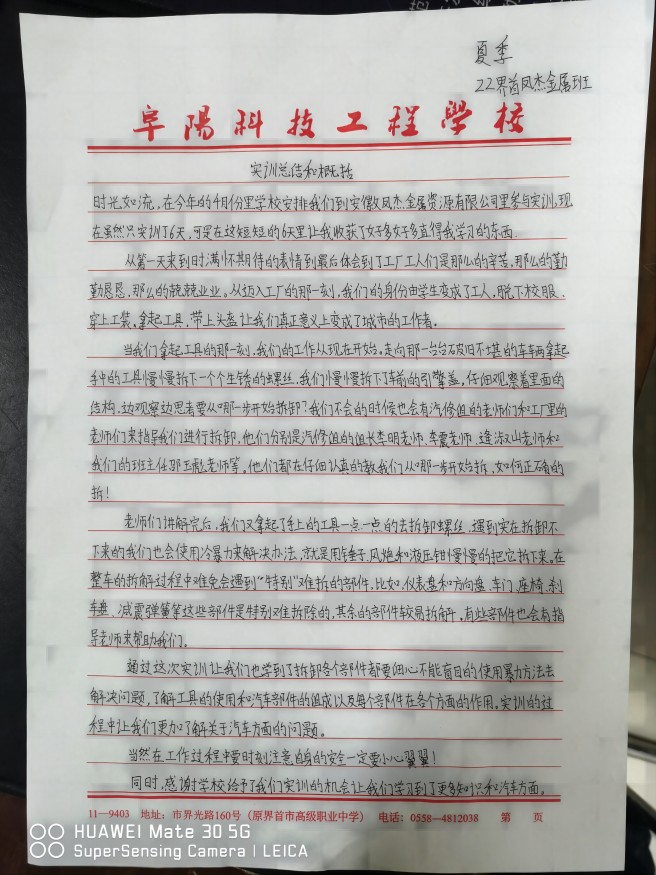 夏季
22界首凤杰金属班
阜陽科技工程學校
实训总结和概括
时光如流,在今年的4月份里学校安排我们到安徽凤杰金属资源有限公司里参与实训,现
在虽然只实训了6天,可是在这短短的6天里让我收获了好多好多直得我学习的东西.
从第一天来到时满怀期待的表情到最后体会到了工厂工人们是那么的辛苦,那么的勤
勤恳恳,那么的兢兢业业。从迈入工厂的那一刻,我们的身份由学生变成了工人,脱下校服、
穿上工装,拿起工具,带上头盔让我们真正意义上变成了城市的工作者.
当我们拿起工具的那一刻,我们的工作从现在开始。走向那一台台破旧不堪的车车两拿起
手中的工具慢慢拆下一个个生锈的螺丝,我们慢慢拆下了车前的引擎盖,仔细观察着里面的
结构,边观察边思考要从哪一步开始拆卸?我们不会的时候也会有汽修组的老师们和工厂里的
老师们来指导我们进行拆卸,他们分别是汽修组的组长李明老师,李震老师,逢淑山老师和
我们的班主任邵老师等,他们都在仔细认真的教我们从哪一步开始拆,如何正确的
拆!
老师们讲解完后,我们又拿起了手上的工具一点一点的去拆卸螺丝,遇到实在拆卸不
下来的我们也会使用冷暴力来解决办法,就是用锤子、风炮和液压钳慢慢的把它拆下来。在
整车的拆解过程中难免会遇到“特别”难拆的部件,比如,仪表盘和方向盘、车门、座椅、刹
车盘、减震弹簧等这些部件是特别难拆除的,其余的部件较易拆解,有些部件也会有指
导老师来帮助我们。
通过这次实训让我们也学到了拆卸各个部件都要细心不能盲目的使用暴力方法去
解决问题,了解工具的使用和汽车部件的组成以及每个部件在各个方面的作用。实训的过
程中让我们更加了解关于汽车方面的问题。
当然在工作过程中要时刻注意自身的安全一定要小心翼翼!
同时,感谢学校给予了我们实训的机会让我们学习到了更多知识和汽车方面。
11—9403 地址:市界光路160号(原界首市高级职业中学) 电话:0558—4812038 第 页
HUAWEI Mate 30 5G
SuperSensing Camera | LEICA